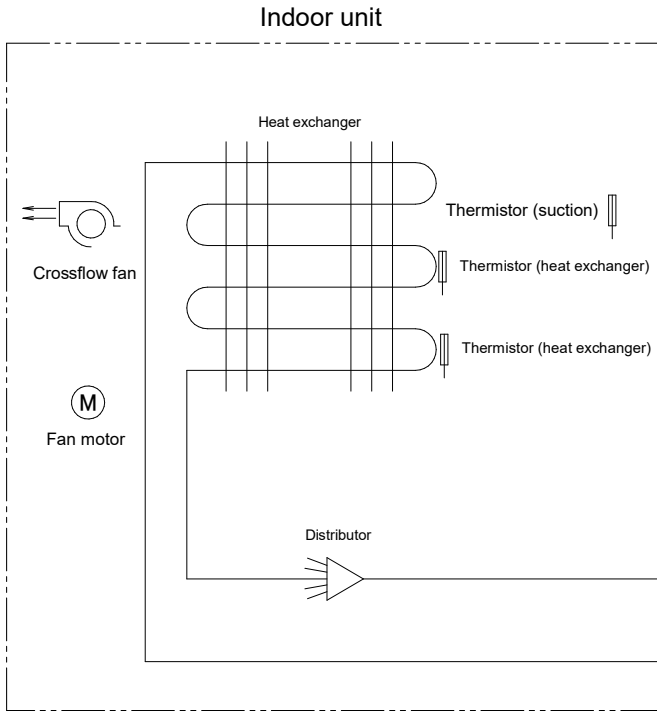 Indoor unit
Heat exchanger
Thermistor (suction)
Crossflow fan
Thermistor (heat exchanger)
Thermistor (heat exchanger)
M
Fan motor
Distributor